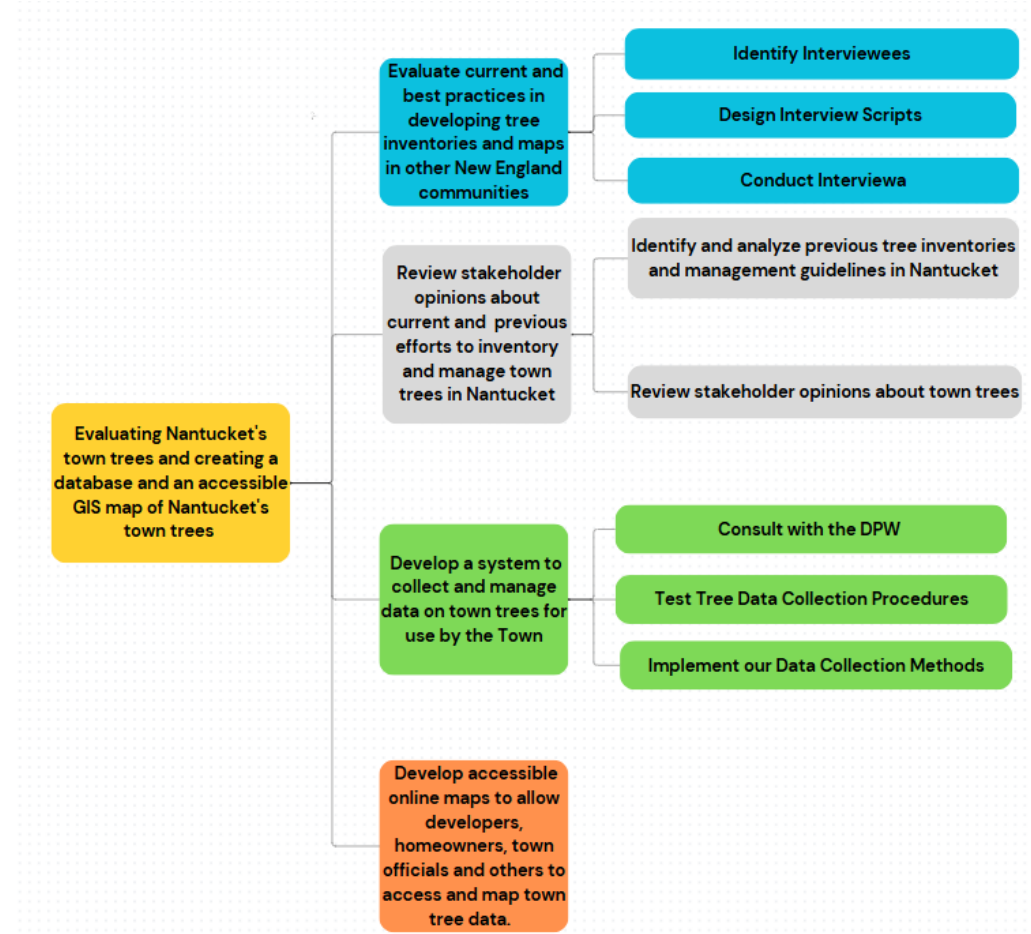 Evaluating Nantucket's
town trees and creating a
database and an accessible
GIS map of Nantucket's
town trees
Evaluate current and
best practices in
developing tree
inventories and maps
in other New England
communities
Identify Interviewees
Design Interview Scripts
Conduct Interviewa
Review stakeholder
opinions about
current and previous
efforts to inventory
and manage town
trees in Nantucket
Identify and analyze previous tree inventories
and management guidelines in Nantucket
Review stakeholder opinions about town trees
Develop a system to
collect and manage
data on town trees for
use by the Town
Consult with the DPW
Test Tree Data Collection Procedures
Implement our Data Collection Methods
Develop accessible
online maps to allow
developers,
homeowners, town
officials and others to
access and map town
tree data.